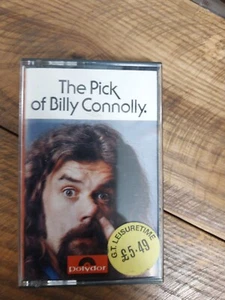 The Pick
of Billy Connolly.
G.T. LEISURETIME
£5·49
polydor